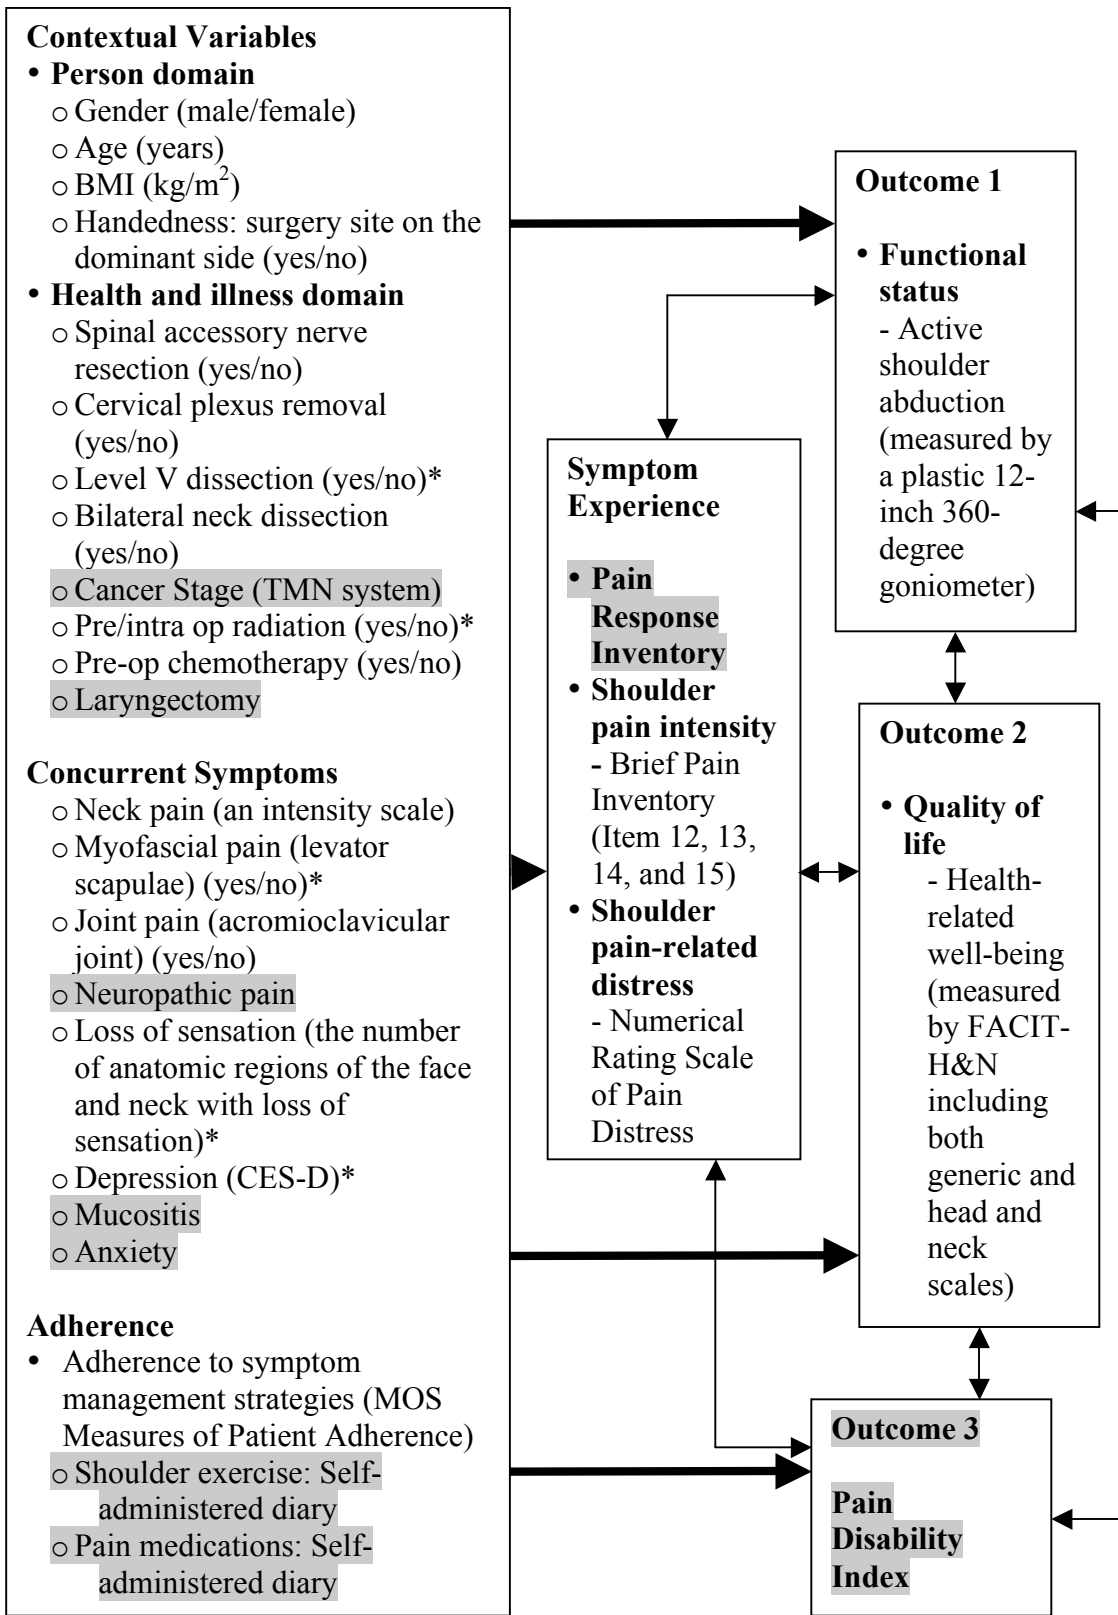 Contextual Variables
• Person domain
o Gender (male/female)
o Age (years)
o BMI (kg/m²)
o Handedness: surgery site on the
dominant side (yes/no)
• Health and illness domain
o Spinal accessory nerve
resection (yes/no)
o Cervical plexus removal
(yes/no)
o Level V dissection (yes/no)*
o Bilateral neck dissection
(yes/no)
o Cancer Stage (TMN system)
o Pre/intra op radiation (yes/no)*
o Pre-op chemotherapy (yes/no)
o Laryngectomy
Concurrent Symptoms
o Neck pain (an intensity scale)
o Myofascial pain (levator
scapulae) (yes/no)*
o Joint pain (acromioclavicular
joint) (yes/no)
o Neuropathic pain
o Loss of sensation (the number
of anatomic regions of the face
and neck with loss of
sensation)*
o Depression (CES-D)*
o Mucositis
o Anxiety
Adherence
• Adherence to symptom
management strategies (MOS
Measures of Patient Adherence)
o Shoulder exercise: Self-
administered diary
o Pain medications: Self-
administered diary
Symptom
Experience
• Pain
Response
Inventory
• Shoulder
pain intensity
- Brief Pain
Inventory
(Item 12, 13,
14, and 15)
• Shoulder
pain-related
distress
- Numerical
Rating Scale
of Pain
Distress
Outcome 1
• Functional
status
- Active
shoulder
abduction
(measured by
a plastic 12-
inch 360-
degree
goniometer)
Outcome 2
• Quality of
life
- Health-
related
well-being
(measured
by FACIT-
H&N
including
both
generic and
head and
neck
scales)
Outcome 3
Pain
Disability
Index